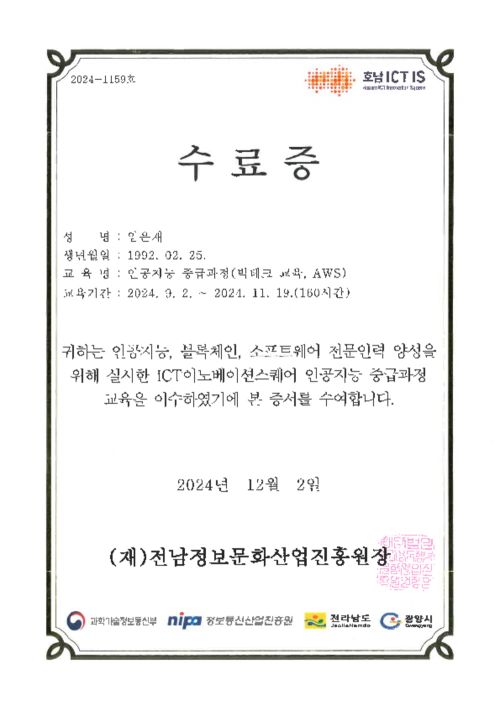 2024-1159호
호남 ICT IS
수 료 증
성 명 : 인은재
생년월일 : 1992. 02. 25.
교 육 명 : 인공지능 중급과정(빅테크 교육, AWS)
교육기간 : 2024. 9. 2. ~ 2024. 11. 19.(160시간)
귀하는 인공지능, 블록체인, 소프트웨어 전문인력 양성을
위해 실시한 ICT이노베이션스퀘어 인공지능 중급과정
교육을 이수하였기에 본 증서를 수여합니다.
2024년 12월 2일
(재)전남정보문화산업진흥원장
과학기술정보통신부 nipa 정보통신산업진흥원 전라남도 JeollaNamdo 광양시 Gwangyang